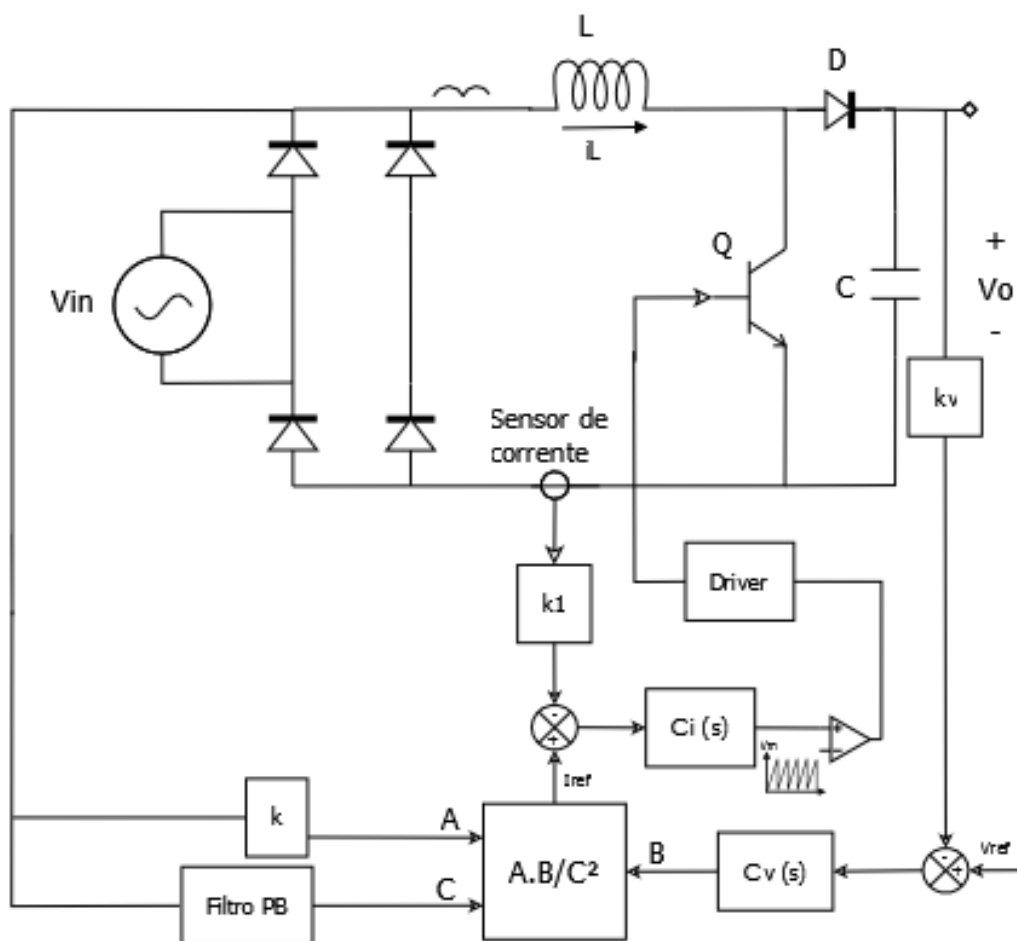 L
D
iL
Q
Vin
C
+
Vo
-
kv
Sensor de
corrente
k1
Driver
-
+
Ci (s)
+
-
Vm
Iref
k
A
A.B/C²
B
Cv (s)
-
+
Vref
C
Filtro PB